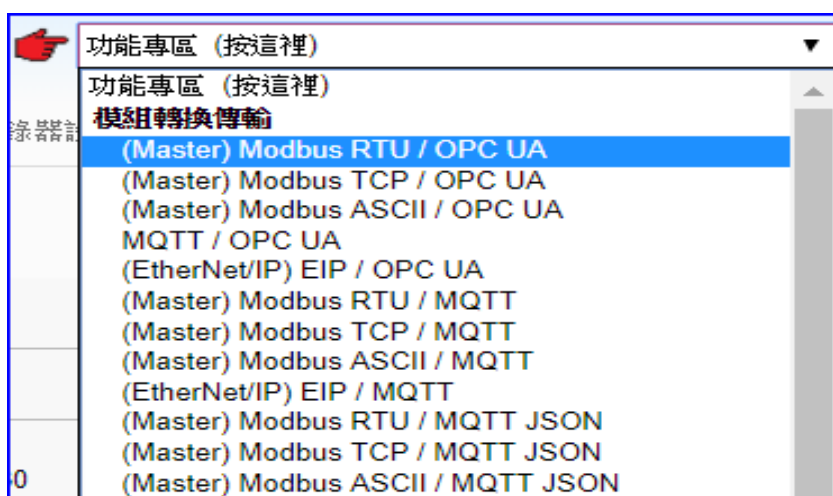 功能專區 (按這裡)
功能專區 (按這裡)
模組轉換傳輸
錄器
(Master) Modbus RTU / OPC UA
(Master) Modbus TCP / OPC UA
(Master) Modbus ASCII / OPC UA
MQTT / OPC UA
(EtherNet/IP) EIP / OPC UA
(Master) Modbus RTU / MQTT
(Master) Modbus TCP / MQTT
(Master) Modbus ASCII / MQTT
(EtherNet/IP) EIP / MQTT
(Master) Modbus RTU / MQTT JSON
(Master) Modbus TCP / MQTT JSON
(Master) Modbus ASCII / MQTT JSON